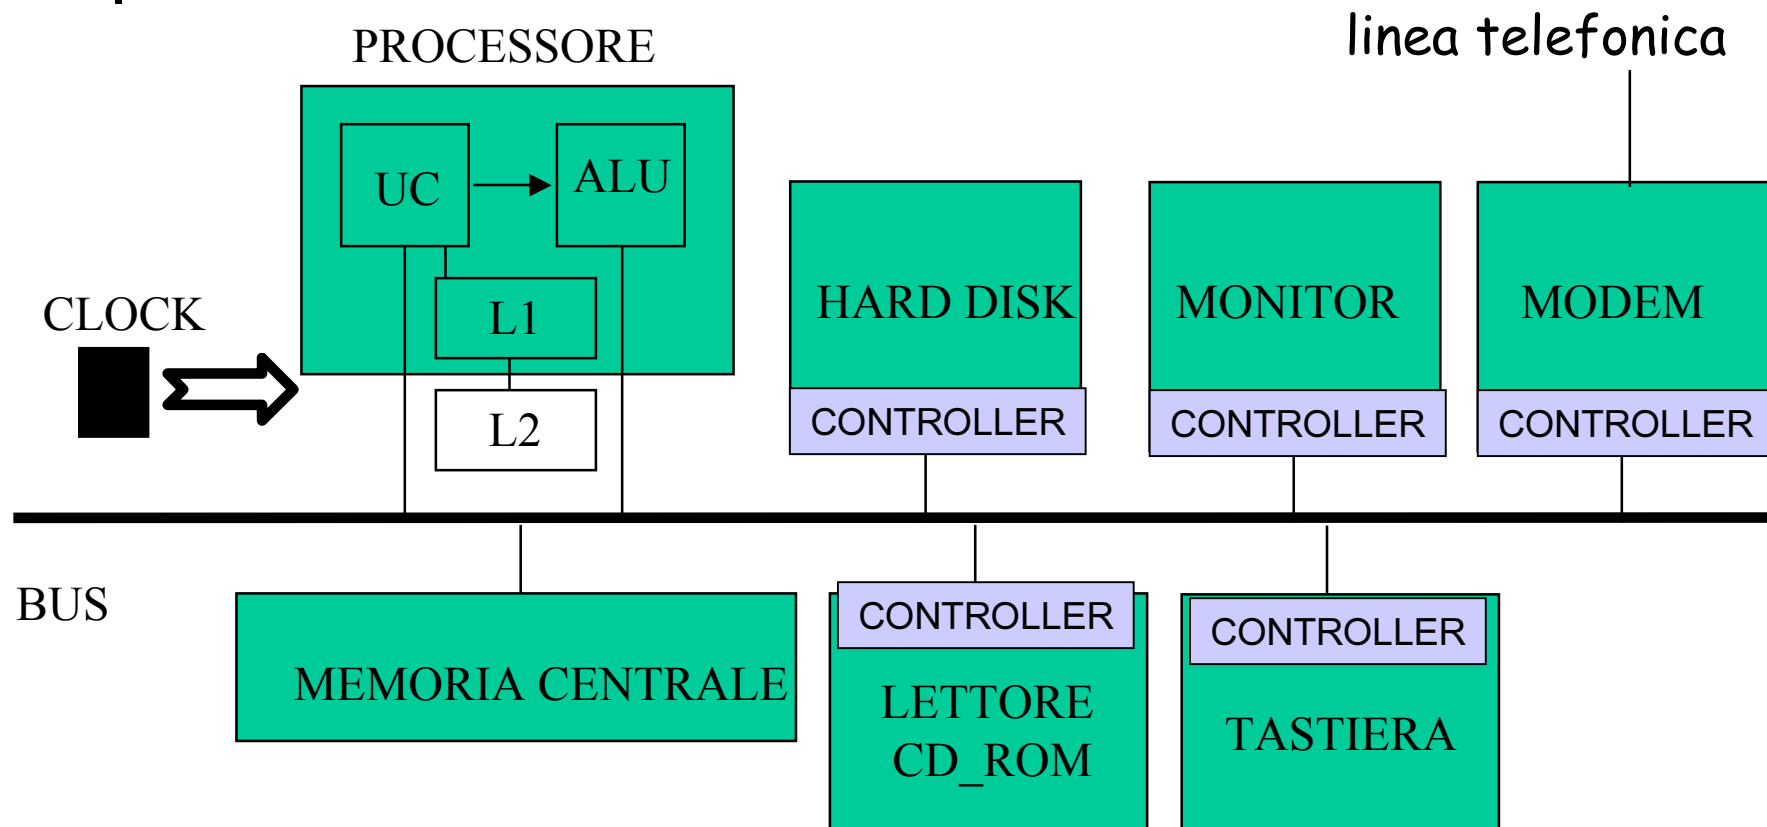 linea telefonica
PROCESSORE
UC
ALU
L1
L2
CLOCK
HARD DISK
CONTROLLER
MONITOR
CONTROLLER
MODEM
CONTROLLER
BUS
MEMORIA CENTRALE
CONTROLLER
LETTORE
CD_ROM
CONTROLLER
TASTIERA